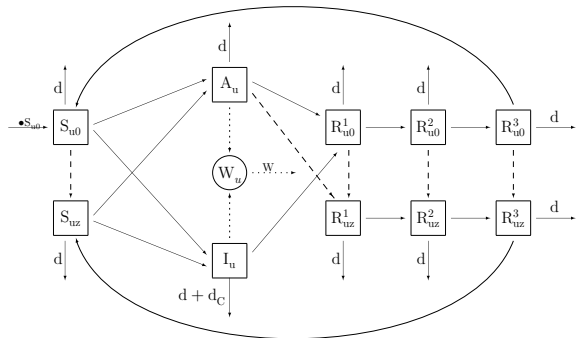 d
d
A_u
d
d
d
•S_u0
S_u0
R^1_u0
R^2_u0
R^3_u0
d
W_u
W
S_uz
R^1_uz
R^2_uz
R^3_uz
d
d
I_u
d
d
d + d_C